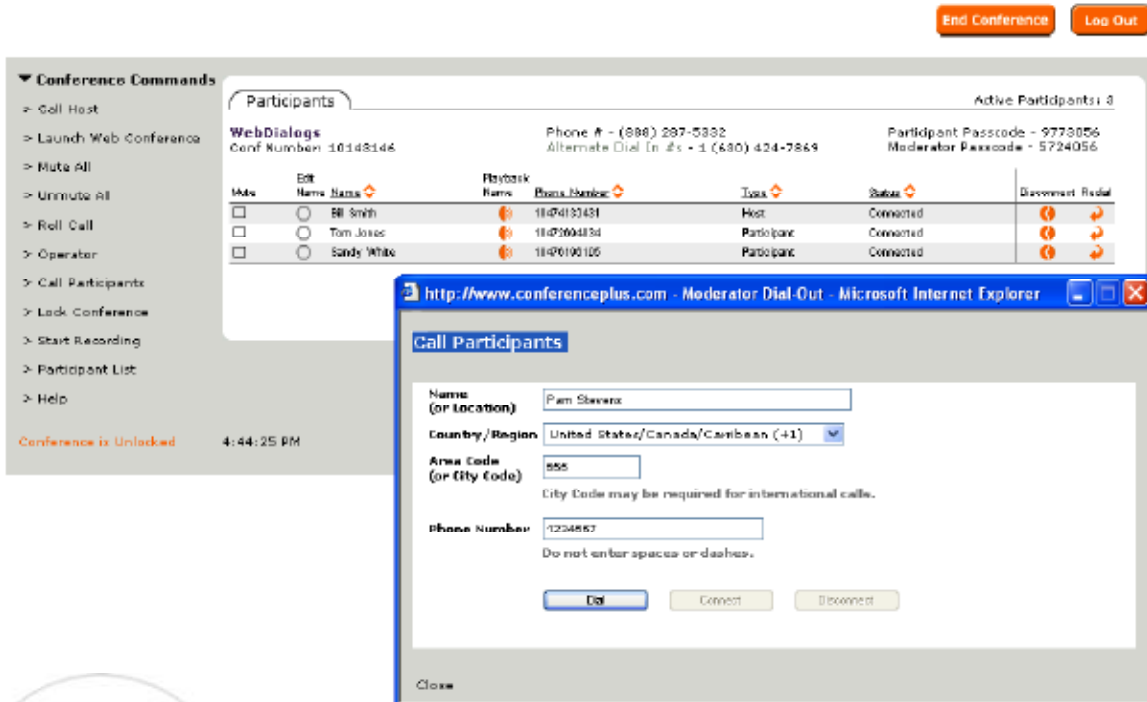 End Conference Log Out
Conference Commands
> Call Host
> Launch Web Conference
> Mute All
> Unmute All
> Roll Call
> Operator
> Call Participants
> Lock Conference
> Start Recording
> Participant List
> Help
Conference is Unlocked 4:44:25 PM
Participants Active Participants: 3
WebDialogs Phone # - (888) 287-5332 Participant Passcode - 9773056
Conf Number: 10143146 Alternate Dial In #s - 1 (630) 424-7869 Moderator Passcode - 5724056
Mute Edit Name Name Playback Name Phone Number Type Status Disconnect Redial
Bill Smith Host Connected
Tom Jones Participant Connected
Sandy White Participant Connected
http://www.conferenceplus.com - Moderator Dial-Out - Microsoft Internet Explorer
Call Participants
Name
(or Location) Pam Stevens
Country/Region United States/Canada/Carribean (+1)
Area Code
(or City Code) 555
City Code may be required for international calls.
Phone Number 1234567
Do not enter spaces or dashes.
Dial Connect Disconnect
Close